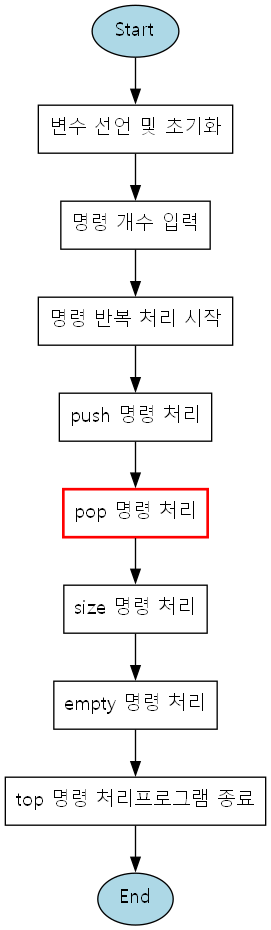 Start
변수 선언 및 초기화
명령 개수 입력
명령 반복 처리 시작
push 명령 처리
pop 명령 처리
size 명령 처리
empty 명령 처리
top 명령 처리프로그램 종료
End